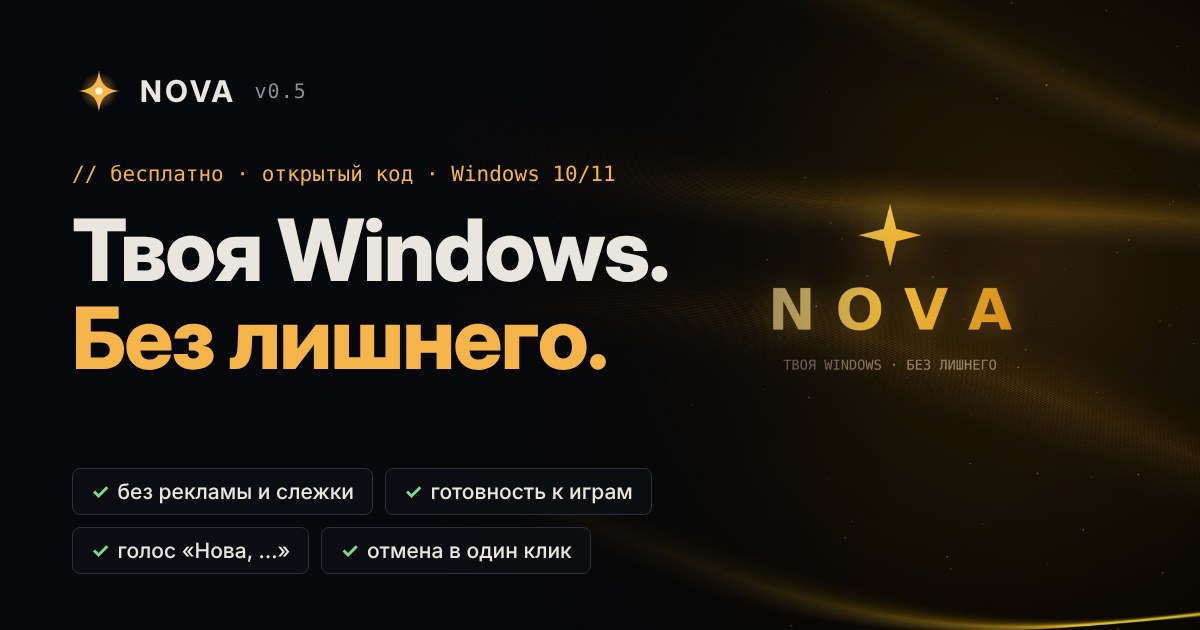 NOVA v0.5
// бесплатно · открытый код · Windows 10/11
Твоя Windows.
Без лишнего.
NOVA
ТВОЯ WINDOWS · БЕЗ ЛИШНЕГО
✓ без рекламы и слежки
✓ готовность к играм
✓ голос «Нова, ...»
✓ отмена в один клик